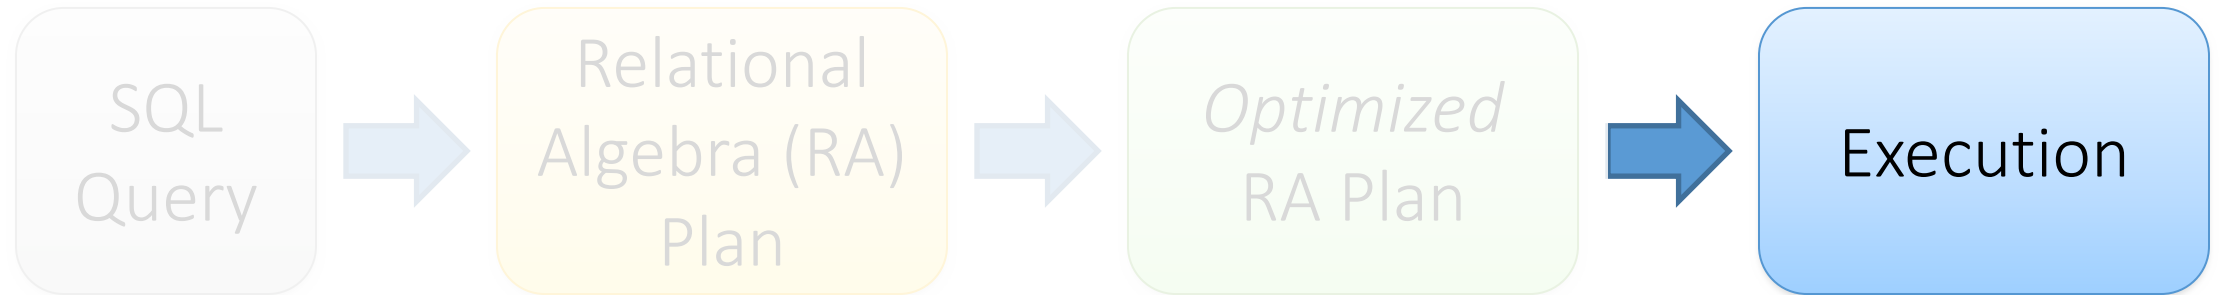 SQL
Query
Relational
Algebra (RA)
Plan
Optimized
RA Plan
Execution